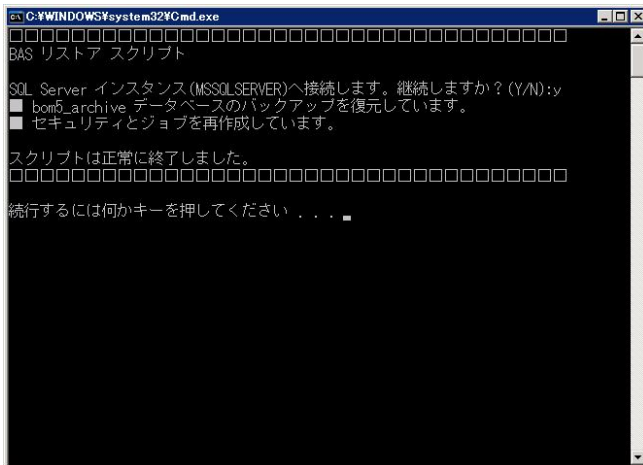 C:¥WINDOWS¥system32¥Cmd.exe
□□□□□□□□□□□□□□□□□□□□□□□□□□□□□□□□□□□□
BAS リストア スクリプト
SQL Server インスタンス(MSSQLSERVER)へ接続します。継続しますか？(Y/N):y
■ bom5_archive データベースのバックアップを復元しています。
■ セキュリティとジョブを再作成しています。
スクリプトは正常に終了しました。
□□□□□□□□□□□□□□□□□□□□□□□□□□□□□□□□□□□□
続行するには何かキーを押してください . . .